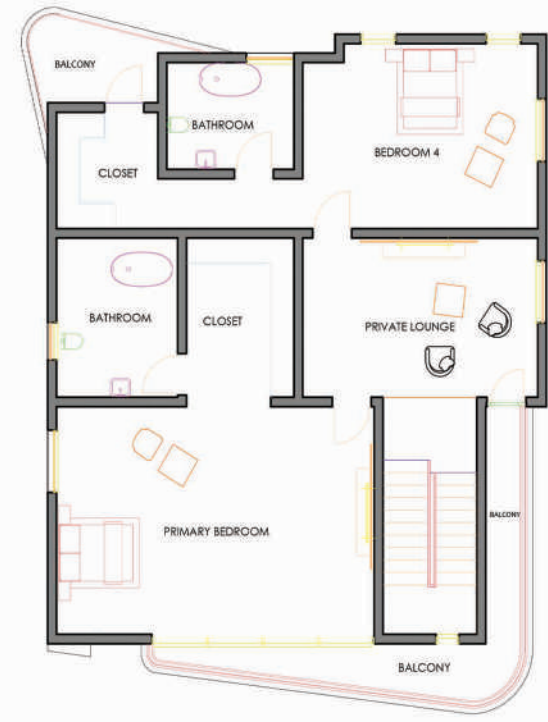 BALCONY
BATHROOM
BEDROOM 4
CLOSET
BATHROOM
CLOSET
PRIVATE LOUNGE
BALCONY
PRIMARY BEDROOM
BALCONY